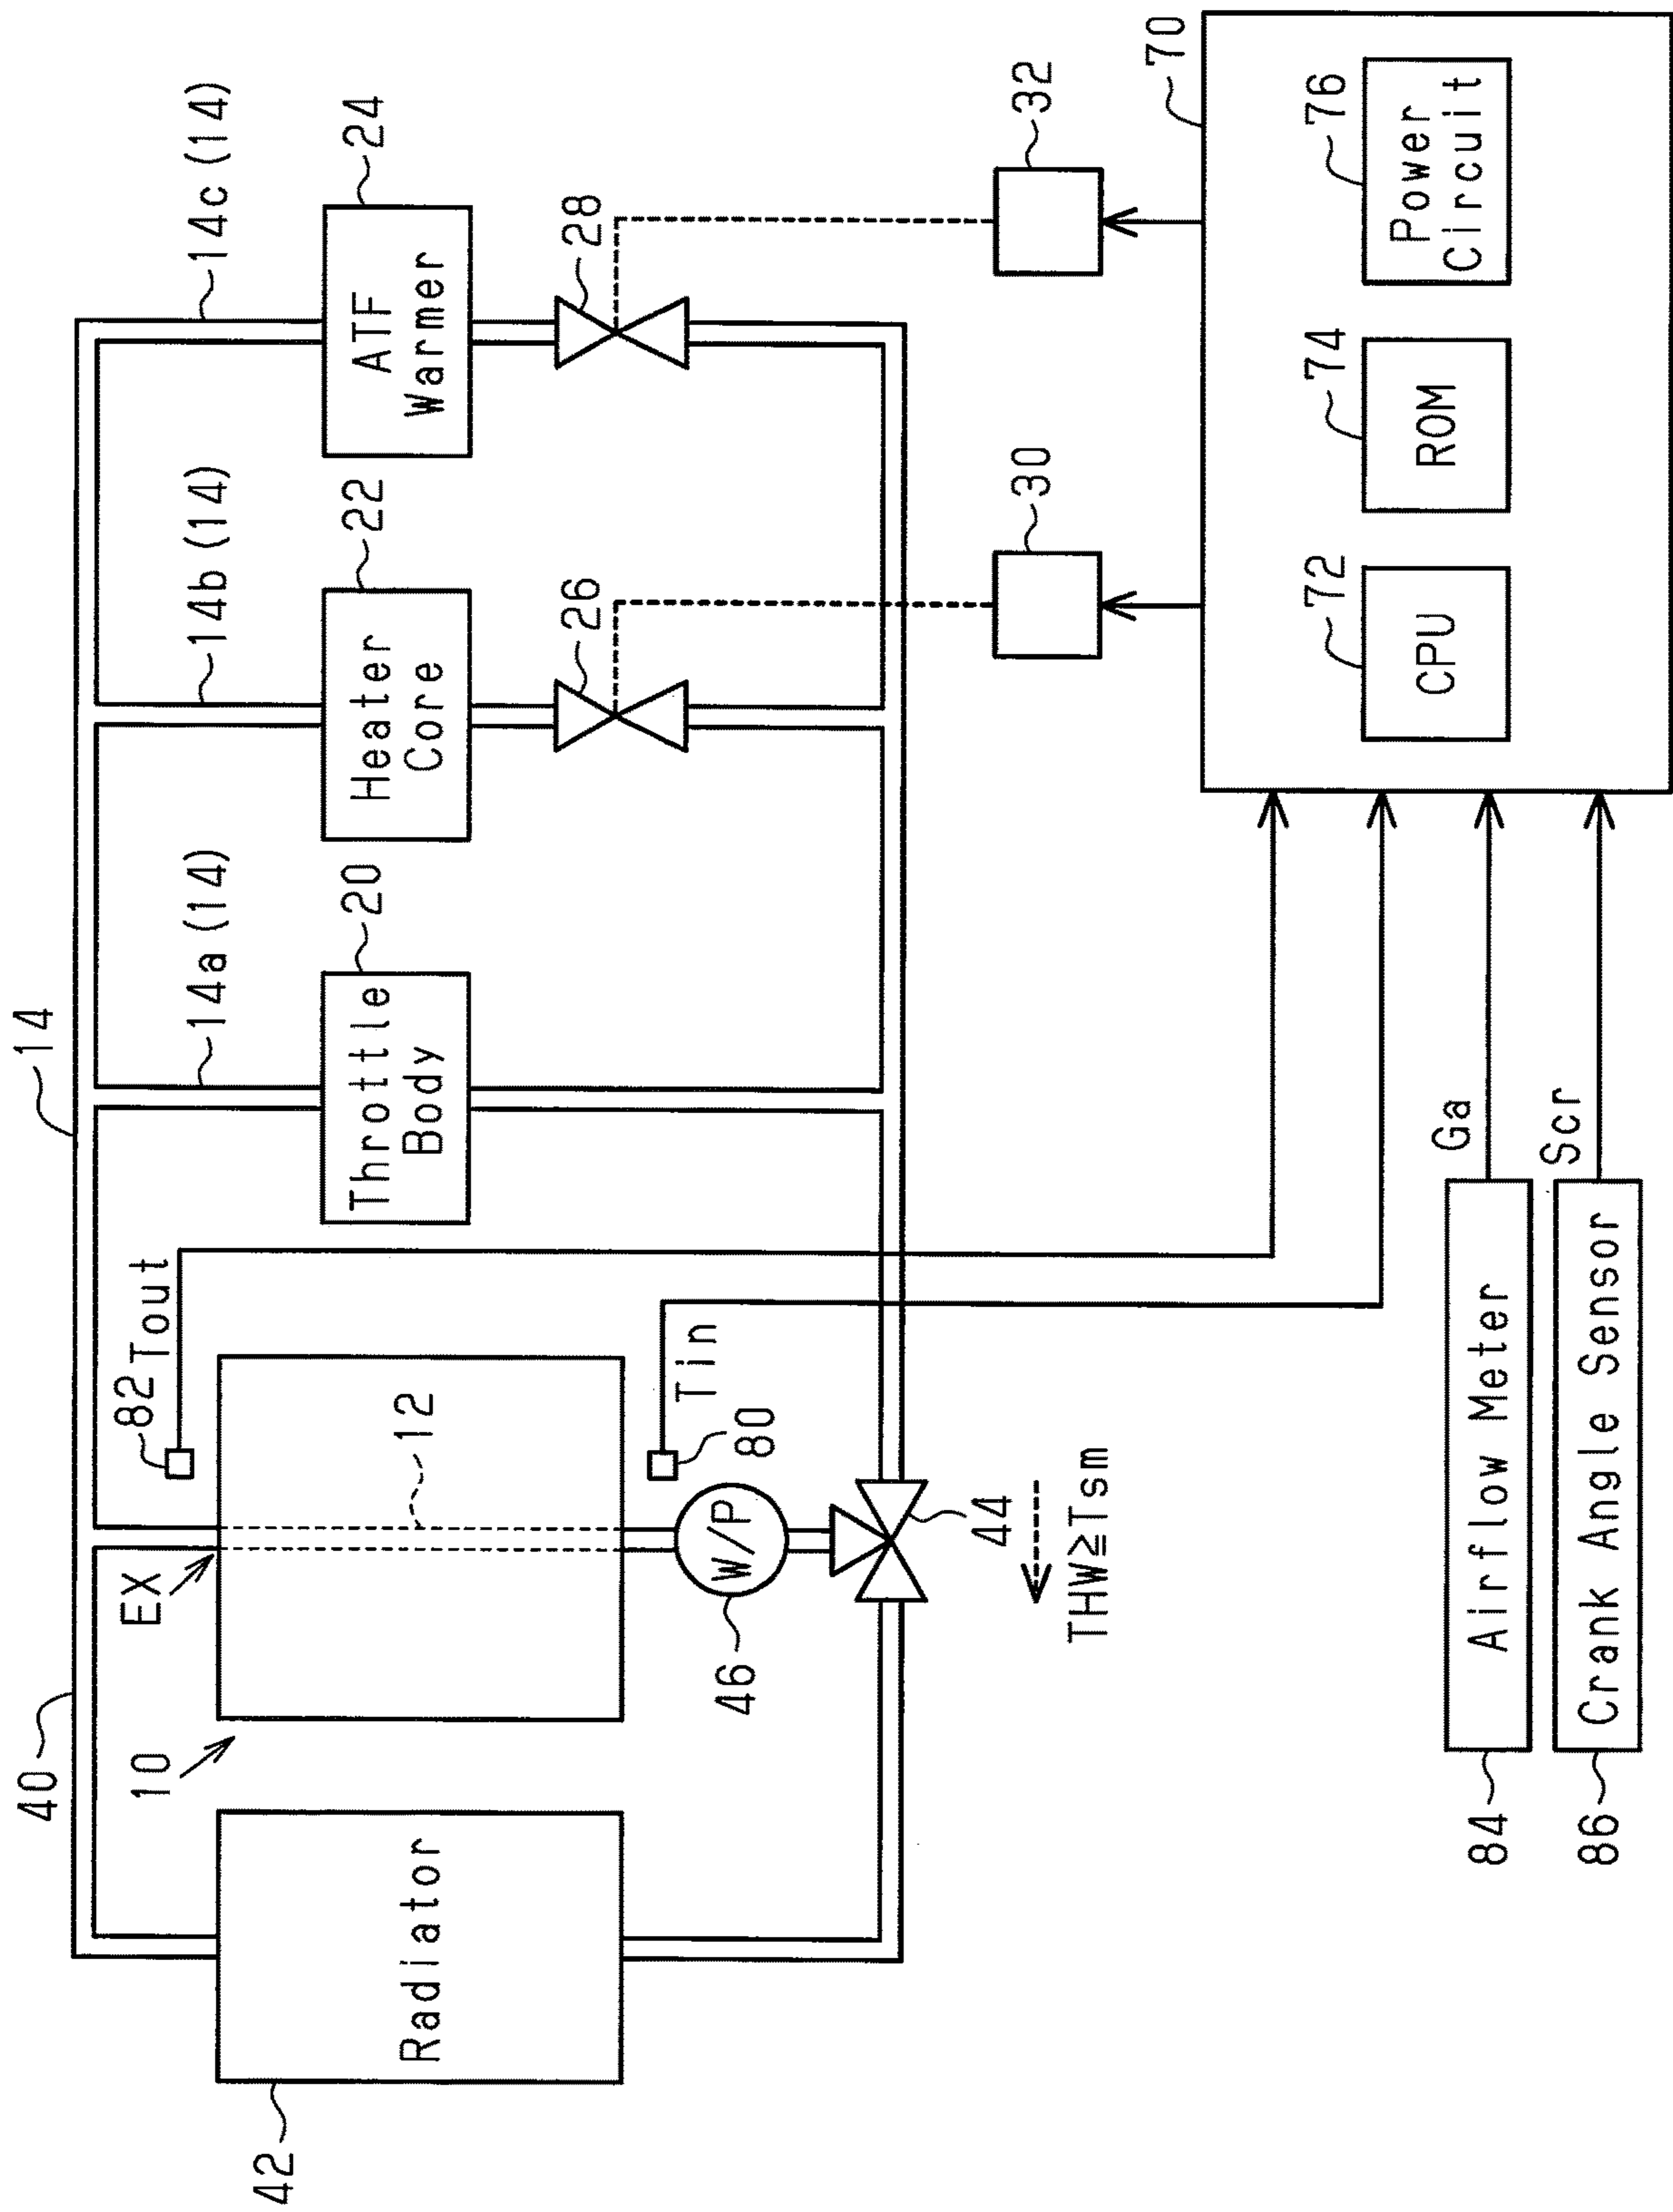 14
40
14a (14)
14b (14)
14c (14)
82
Tout
EX
10
12
Radiator
42
Throttle
Body
20
Heater
Core
22
ATF
Warmer
24
Tin
80
W/P
46
26
28
44
THW≧Tsm
30
32
70
CPU
72
ROM
74
Power
Circuit
76
Ga
Airflow Meter
84
Scr
Crank Angle Sensor
86